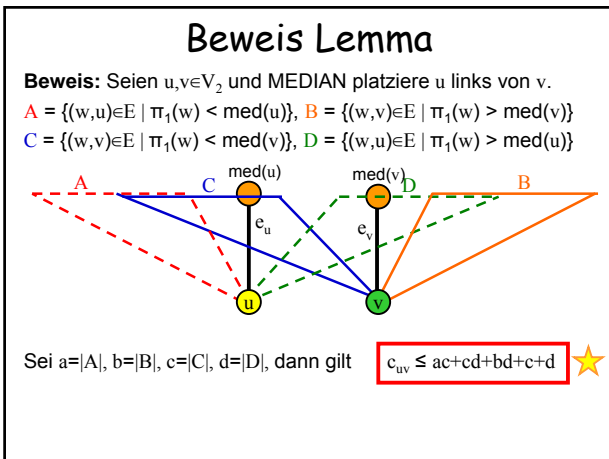 Beweis Lemma
Beweis: Seien u,v∈V₂ und MEDIAN platziere u links von v.
A = {(w,u)∈E | π₁(w) < med(u)}, B = {(w,v)∈E | π₁(w) > med(v)}
C = {(w,v)∈E | π₁(w) < med(v)}, D = {(w,u)∈E | π₁(w) > med(u)}
med(u) med(v)
A C D B
eᵤ eᵥ
u v
Sei a=|A|, b=|B|, c=|C|, d=|D|, dann gilt cᵤᵥ ≤ ac+cd+bd+c+d